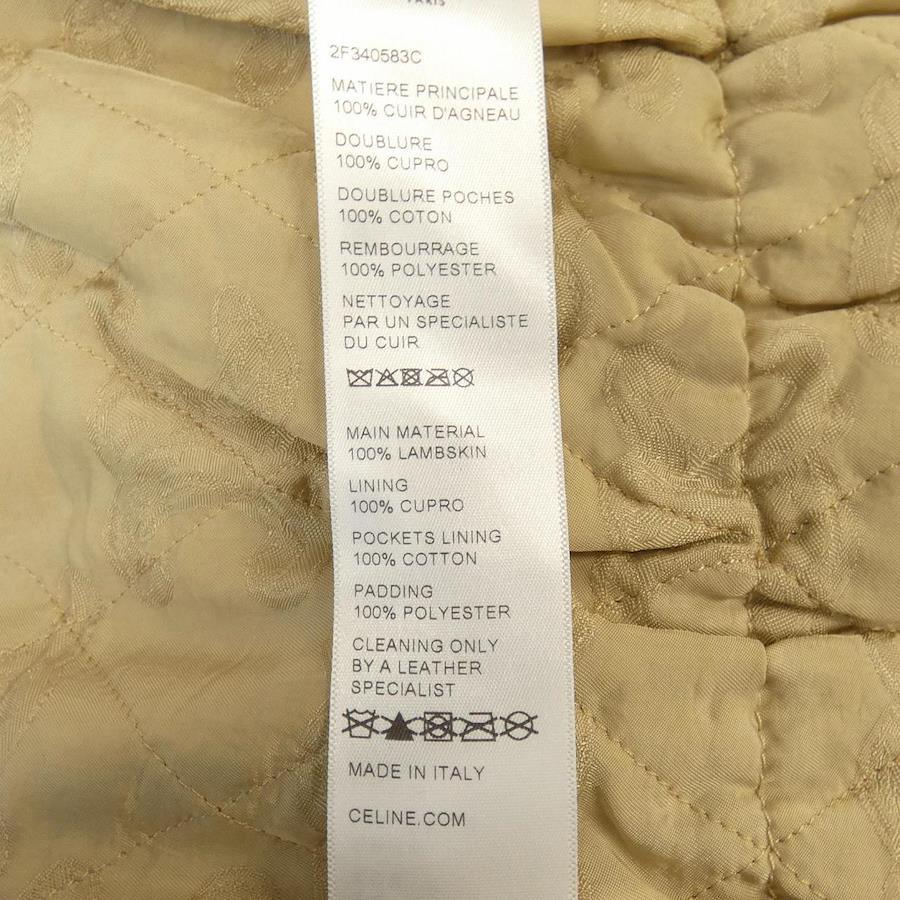 PARIS
2F340583C
MATIERE PRINCIPALE
100% CUIR D'AGNEAU
DOUBLURE
100% CUPRO
DOUBLURE POCHES
100% COTON
REMBOURRAGE
100% POLYESTER
NETTOYAGE
PAR UN SPECIALISTE
DU CUIR
MAIN MATERIAL
100% LAMBSKIN
LINING
100% CUPRO
POCKETS LINING
100% COTTON
PADDING
100% POLYESTER
CLEANING ONLY
BY A LEATHER
SPECIALIST
MADE IN ITALY
CELINE.COM